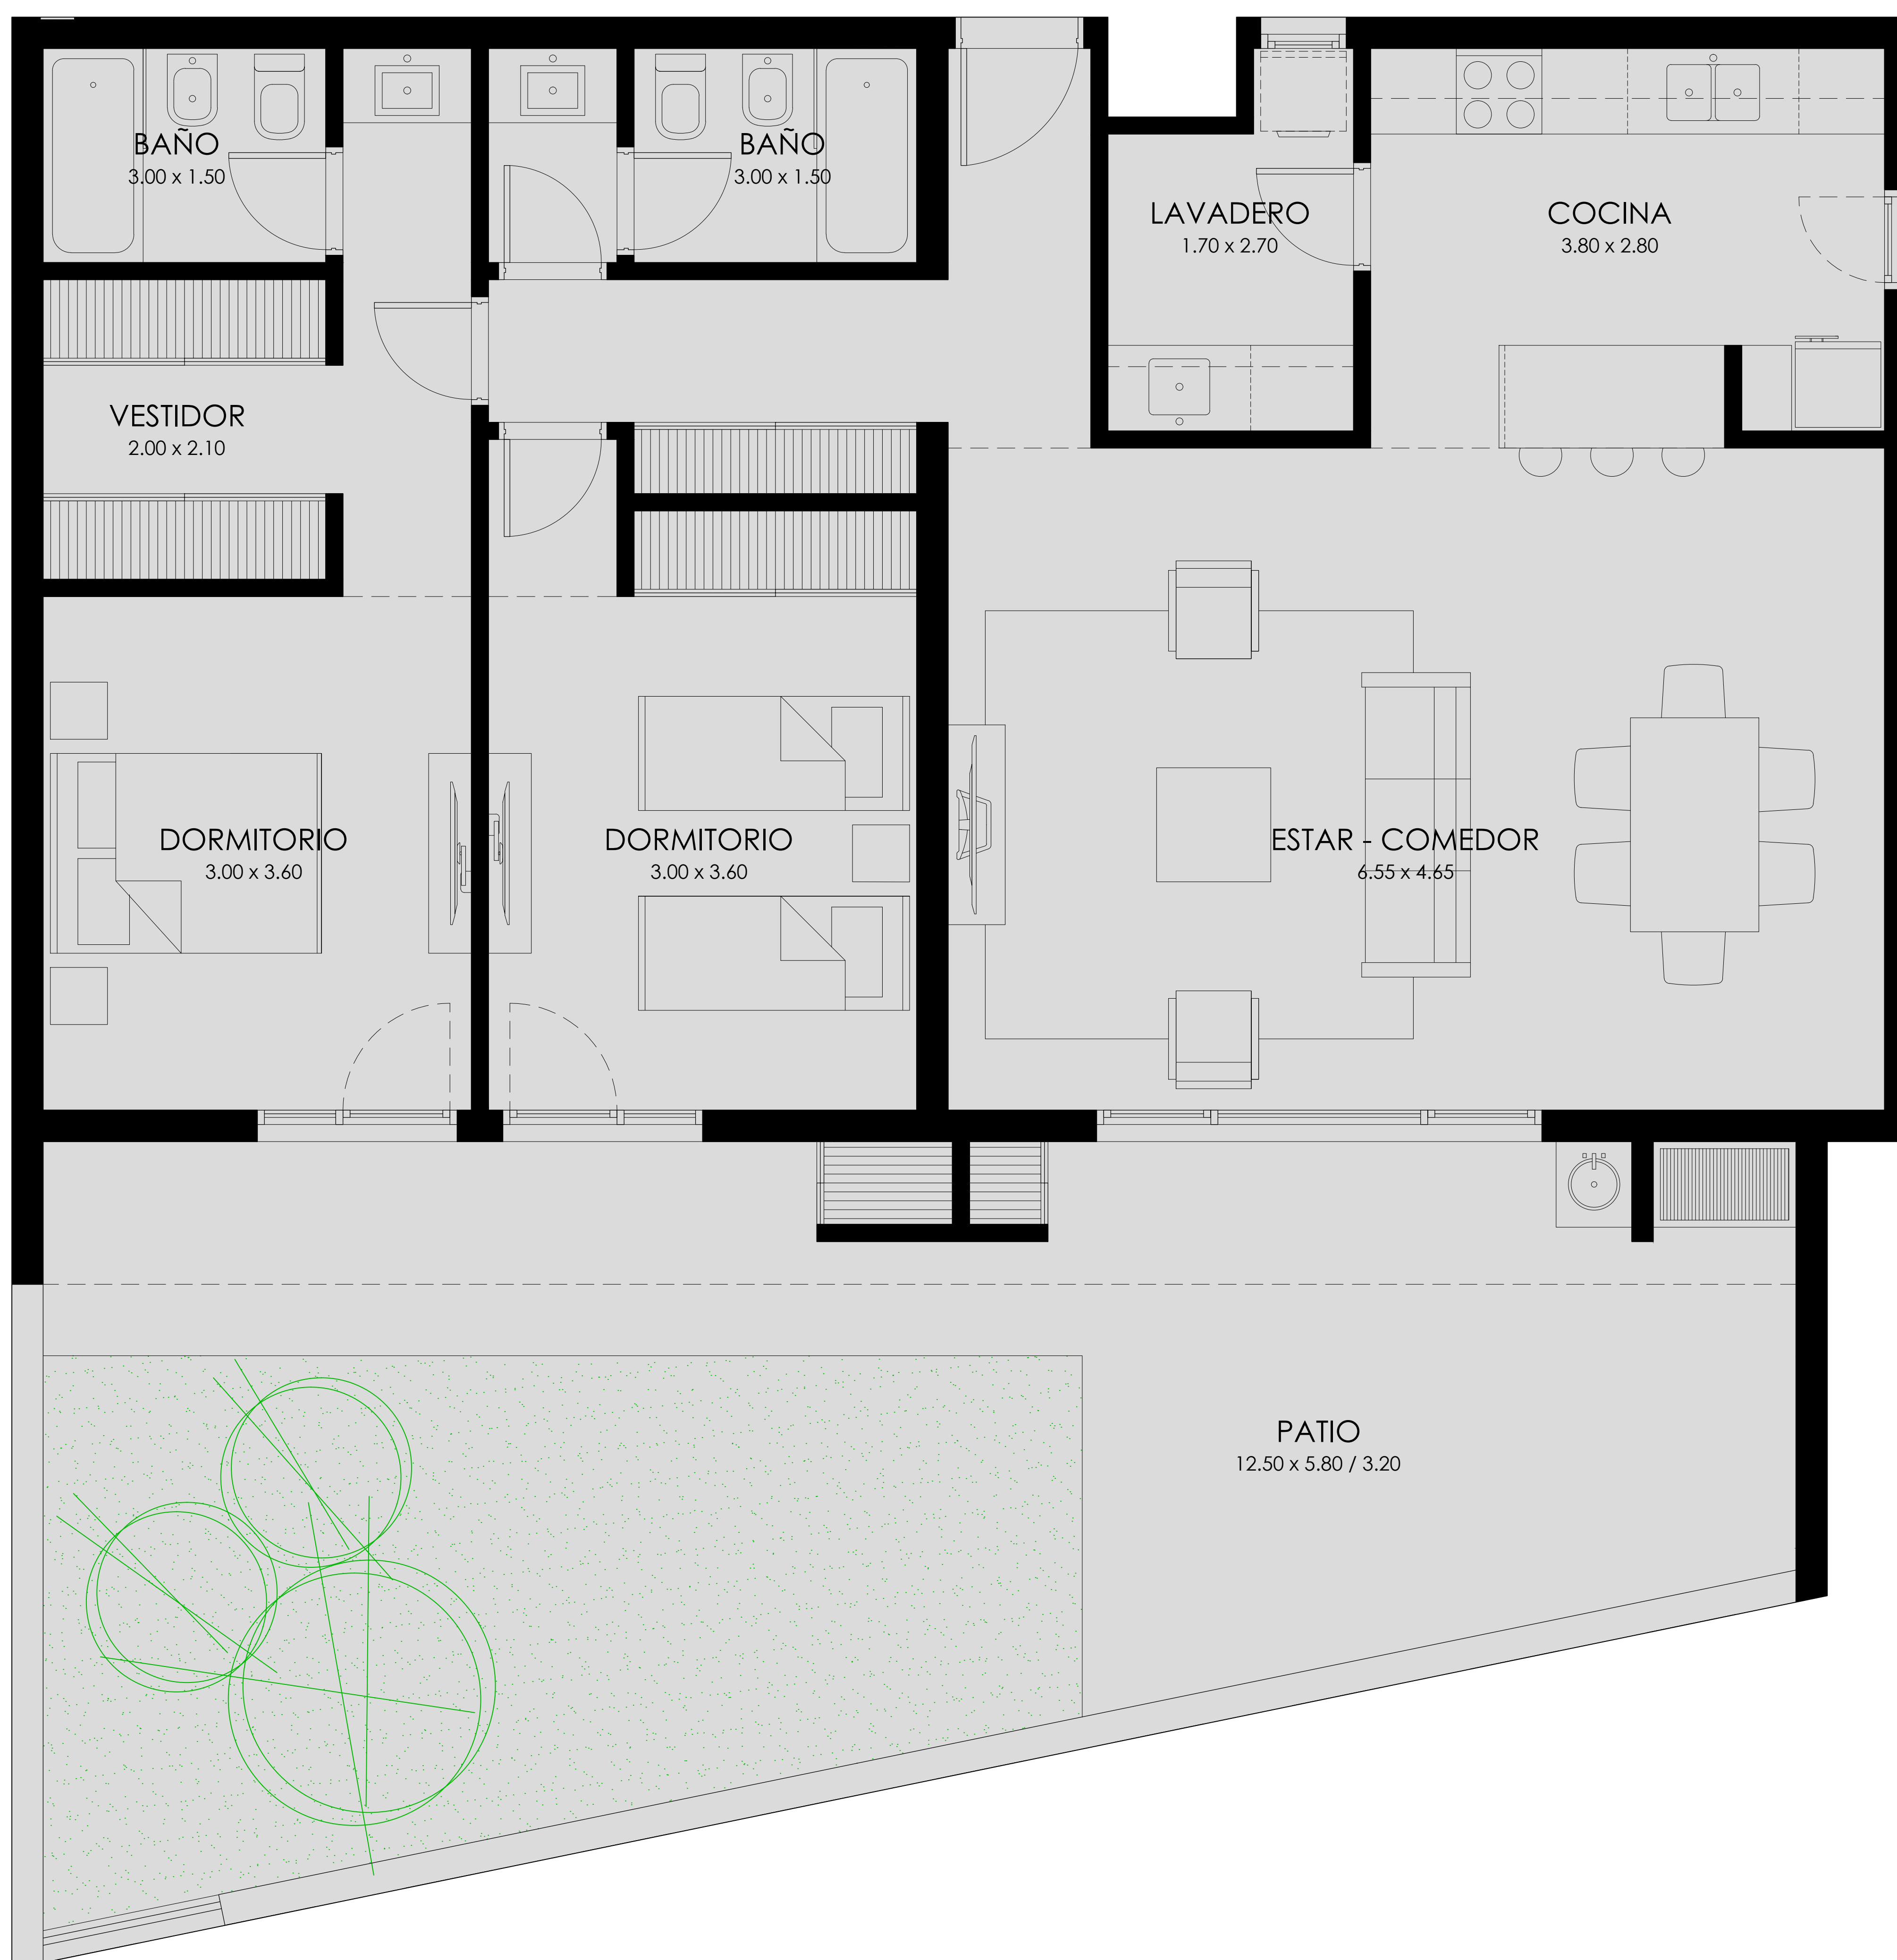 BAÑO
3.00 x 1.50
BAÑO
3.00 x 1.50
LAVADERO
1.70 x 2.70
COCINA
3.80 x 2.80
VESTIDOR
2.00 x 2.10
DORMITORIO
3.00 x 3.60
DORMITORIO
3.00 x 3.60
ESTAR - COMEDOR
6.55 x 4.65
PATIO
12.50 x 5.80 / 3.20